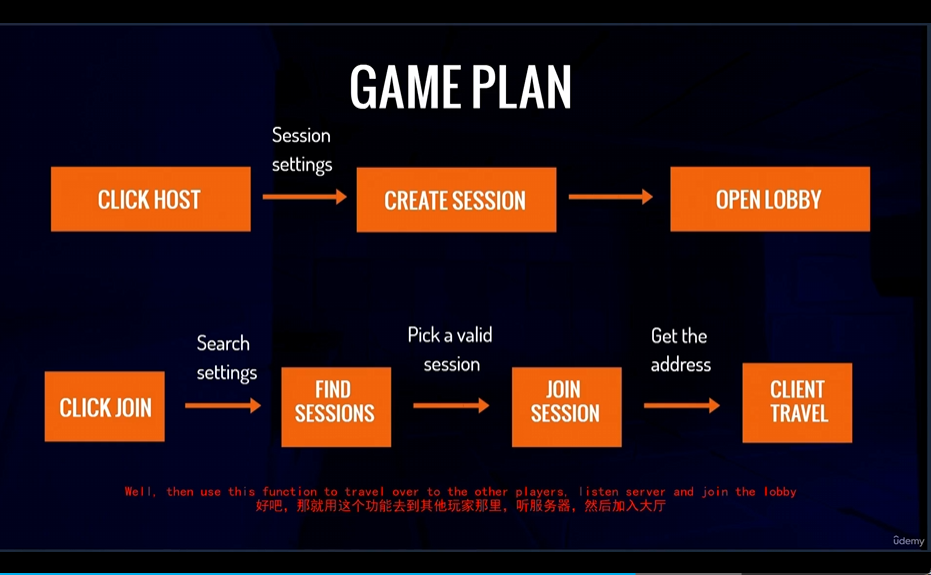 GAME PLAN
Session
settings
CLICK HOST
CREATE SESSION
OPEN LOBBY
Search
settings
Pick a valid
session
Get the
address
CLICK JOIN
FIND
SESSIONS
JOIN
SESSION
CLIENT
TRAVEL
Well, then use this function to travel over to the other players, listen server and join the lobby
好吧，那就用这个功能去到其他玩家那里，听服务器，然后加入大厅
ûdemy